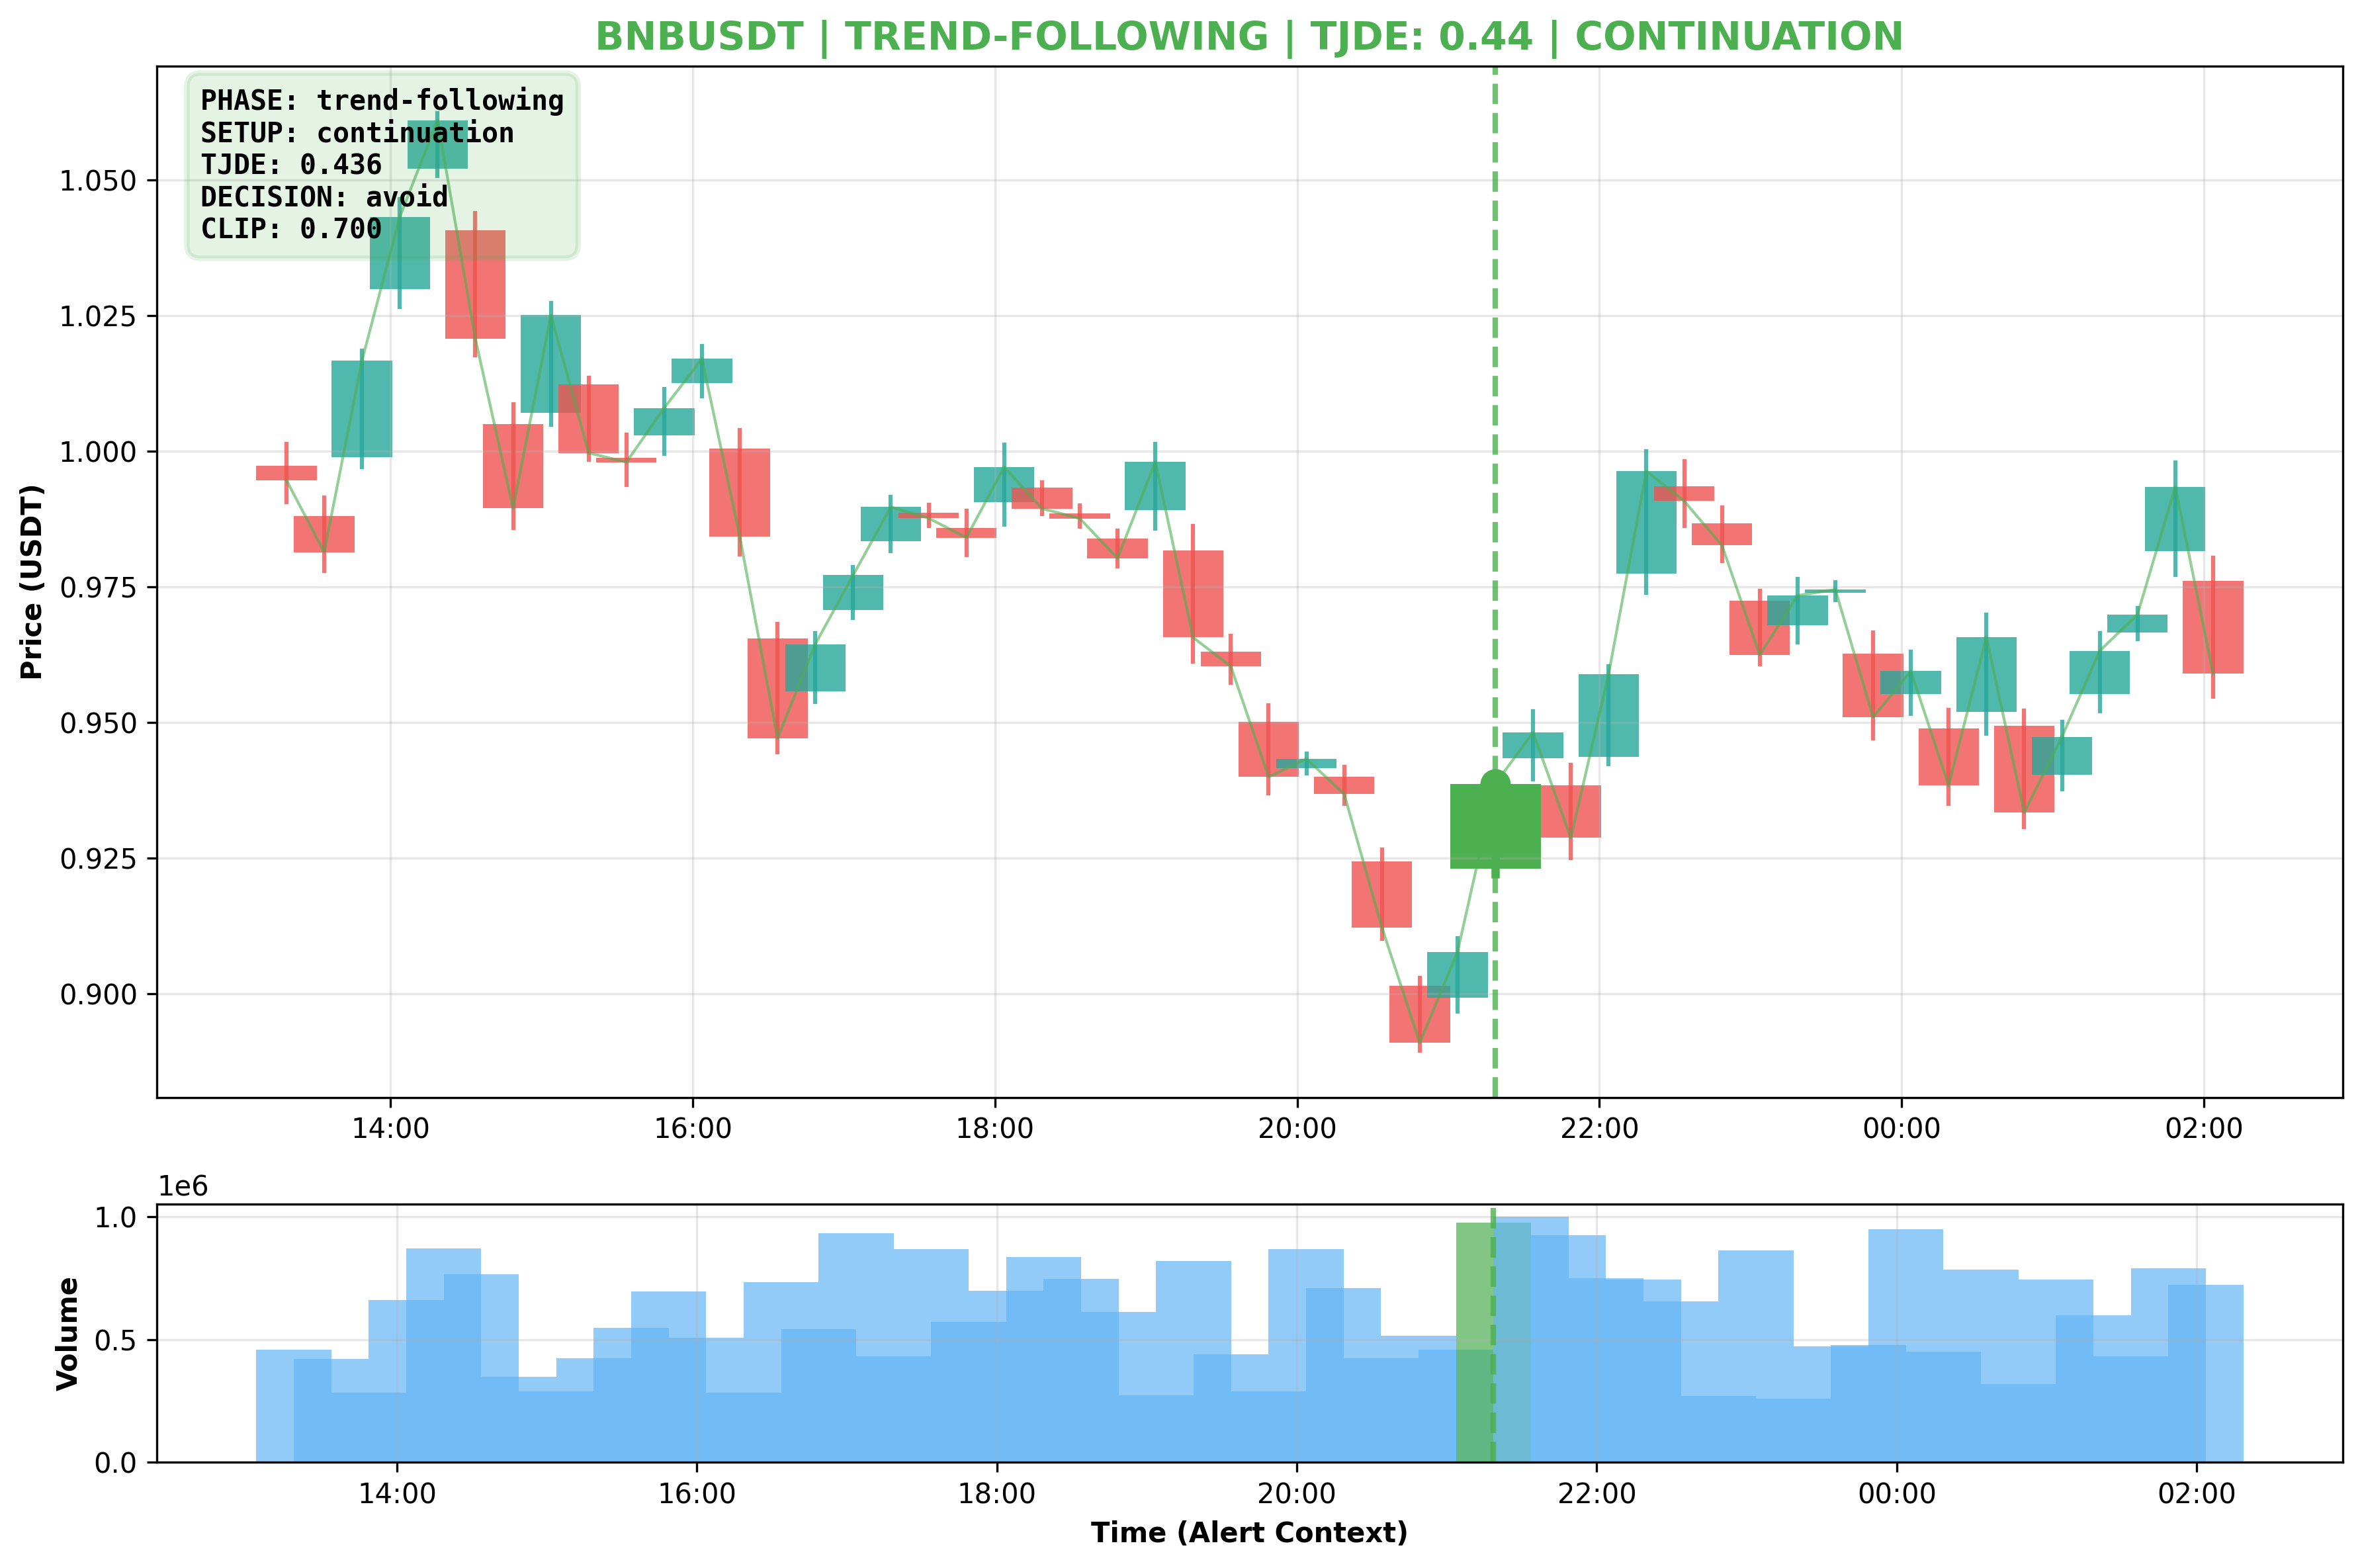 BNBUSDT | TREND-FOLLOWING | TJDE: 0.44 | CONTINUATION
PHASE: trend-following
SETUP: continuation
TJDE: 0.436
DECISION: avoid
CLIP: 0.700
Price (USDT)
1.050
1.025
1.000
0.975
0.950
0.925
0.900
14:00 16:00 18:00 20:00 22:00 00:00 02:00
1e6
Volume
1.0
0.5
0.0
14:00 16:00 18:00 20:00 22:00 00:00 02:00
Time (Alert Context)